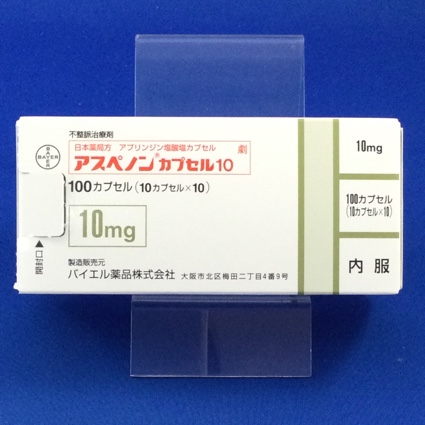 不整脈治療剤
日本薬局方 アプリンジン塩酸塩カプセル 劇
アスペノン®カプセル10
100カプセル(10カプセル×10)
10mg
製造販売元
バイエル薬品株式会社 大阪市北区梅田二丁目4番9号
BAYER
BAYER
▲開封口
10mg
100カプセル
(10カプセル×10)
内服